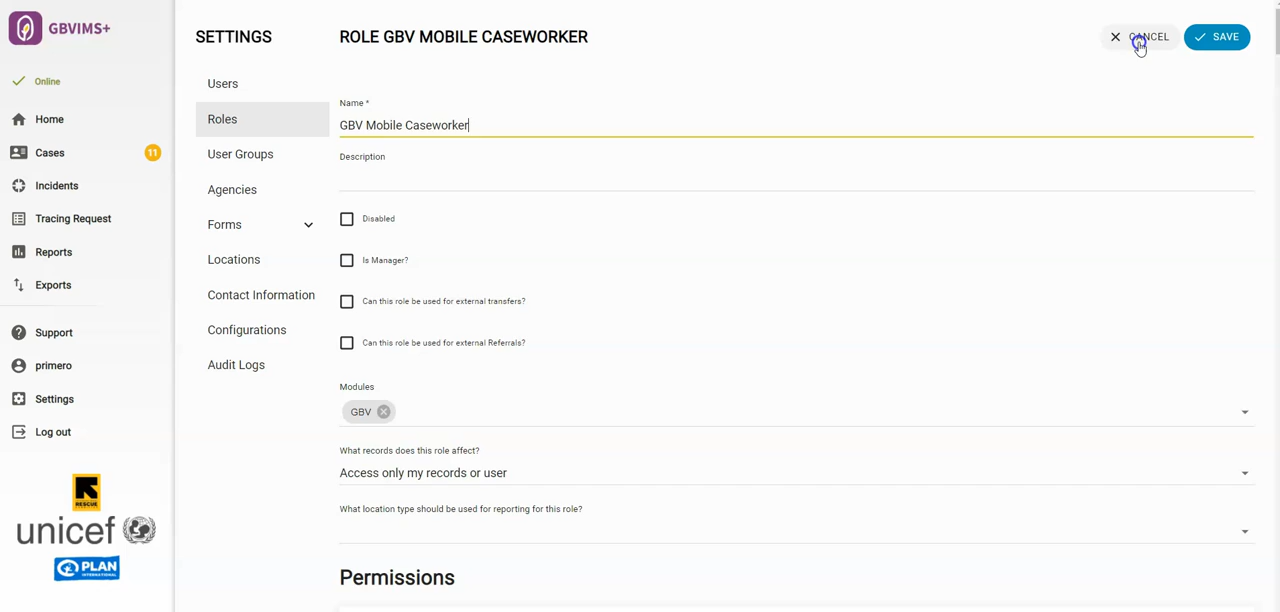 GBVIMS+
Online
Home
Cases 11
Incidents
Tracing Request
Reports
Exports
Support
primero
Settings
Log out
RESCUE
unicef
PLAN
INTERNATIONAL
SETTINGS
Users
Roles
User Groups
Agencies
Forms
Locations
Contact Information
Configurations
Audit Logs
ROLE GBV MOBILE CASEWORKER
CANCEL
SAVE
Name *
GBV Mobile Caseworker
Description
Disabled
Is Manager?
Can this role be used for external transfers?
Can this role be used for external Referrals?
Modules
GBV
What records does this role affect?
Access only my records or user
What location type should be used for reporting for this role?
Permissions